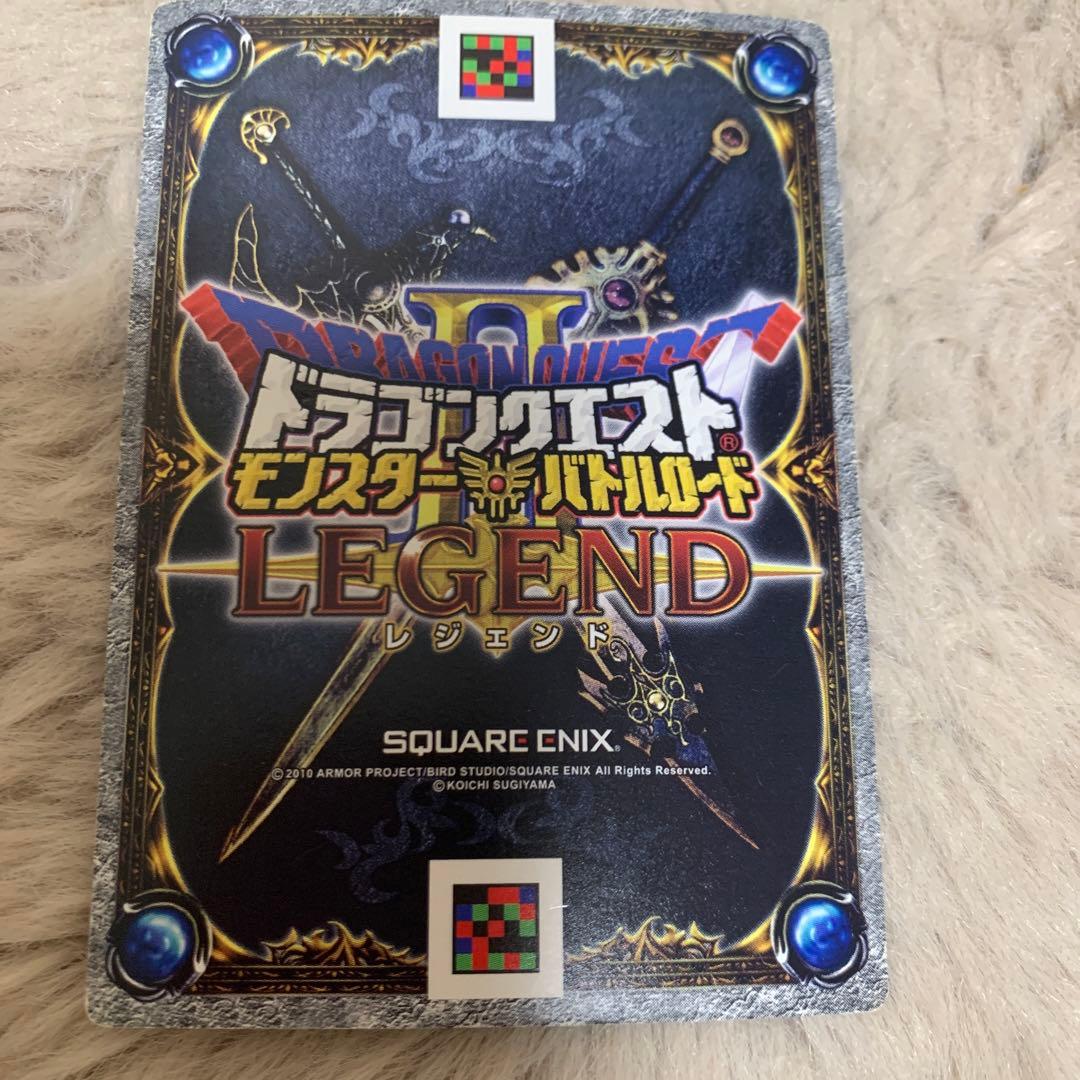 II
DRAGON QUEST
ドラゴンクエスト®
モンスターバトルロード
LEGEND
レジェンド
SQUARE ENIX®
©2010 ARMOR PROJECT/BIRD STUDIO/SQUARE ENIX All Rights Reserved.
©KOICHI SUGIYAMA